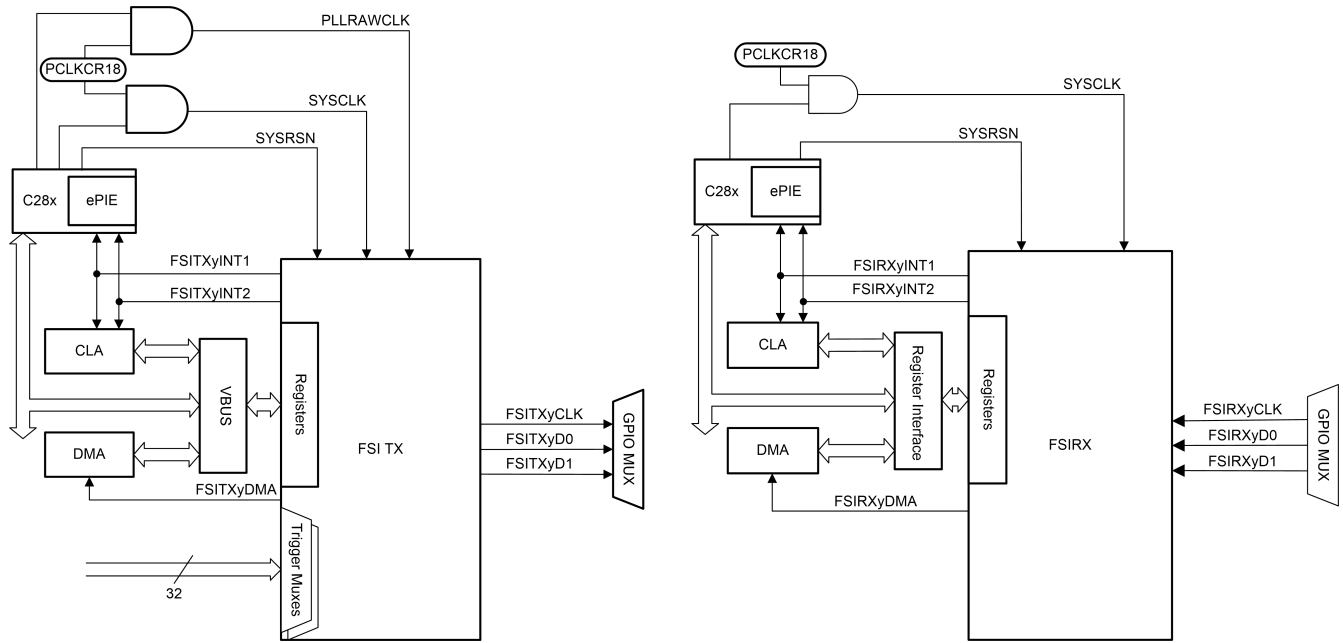 PLLRAWCLK
PCLKCR18
SYSCLK
SYSRSN
C28x
ePIE
FSITXyINT1
FSITXyINT2
CLA
VBUS
Registers
DMA
FSITXyDMA
Trigger Muxes
32
FSI TX
FSITXyCLK
FSITXyD0
FSITXyD1
GPIO MUX
PCLKCR18
SYSCLK
SYSRSN
C28x
ePIE
FSIRXyINT1
FSIRXyINT2
CLA
Register Interface
Registers
DMA
FSIRXyDMA
FSIRX
FSIRXyCLK
FSIRXyD0
FSIRXyD1
GPIO MUX